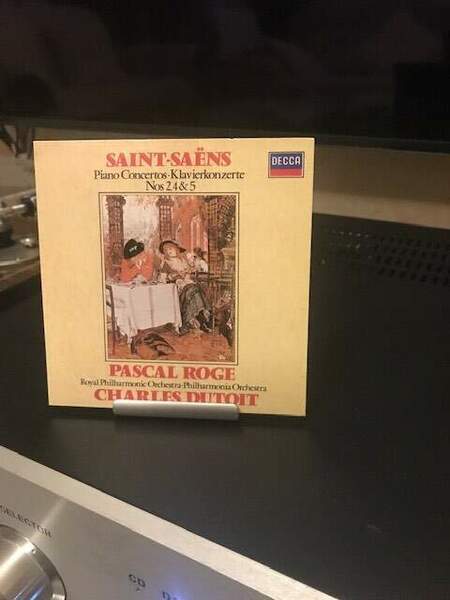 SAINT-SAËNS
DECCA
Piano Concertos·Klavierkonzerte
Nos 2,4 & 5
PASCAL ROGE
Royal Philharmonic Orchestra·Philharmonia Orchestra
CHARLES DUTOIT
SELECTOR
CD